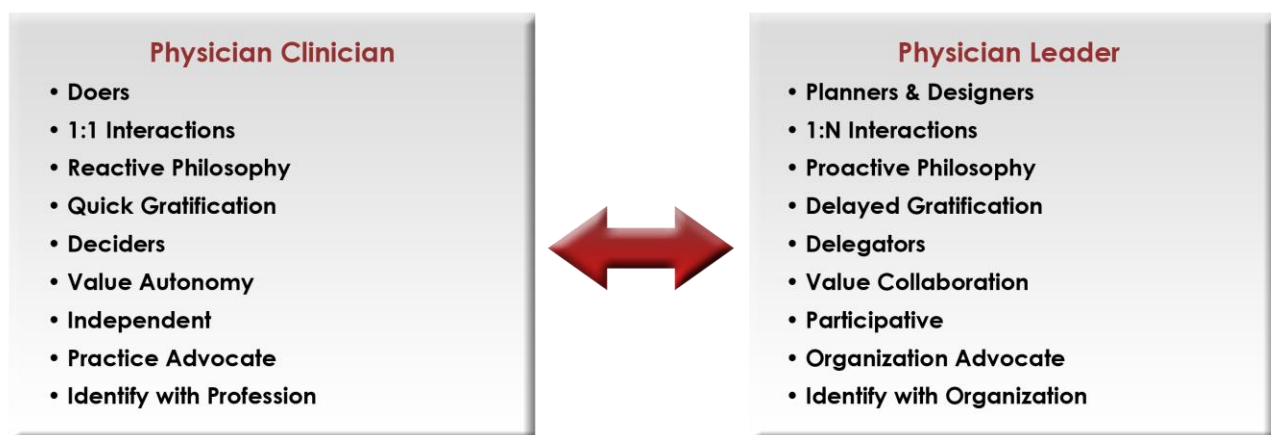 Physician Clinician
• Doers
• 1:1 Interactions
• Reactive Philosophy
• Quick Gratification
• Deciders
• Value Autonomy
• Independent
• Practice Advocate
• Identify with Profession
Physician Leader
• Planners & Designers
• 1:N Interactions
• Proactive Philosophy
• Delayed Gratification
• Delegators
• Value Collaboration
• Participative
• Organization Advocate
• Identify with Organization